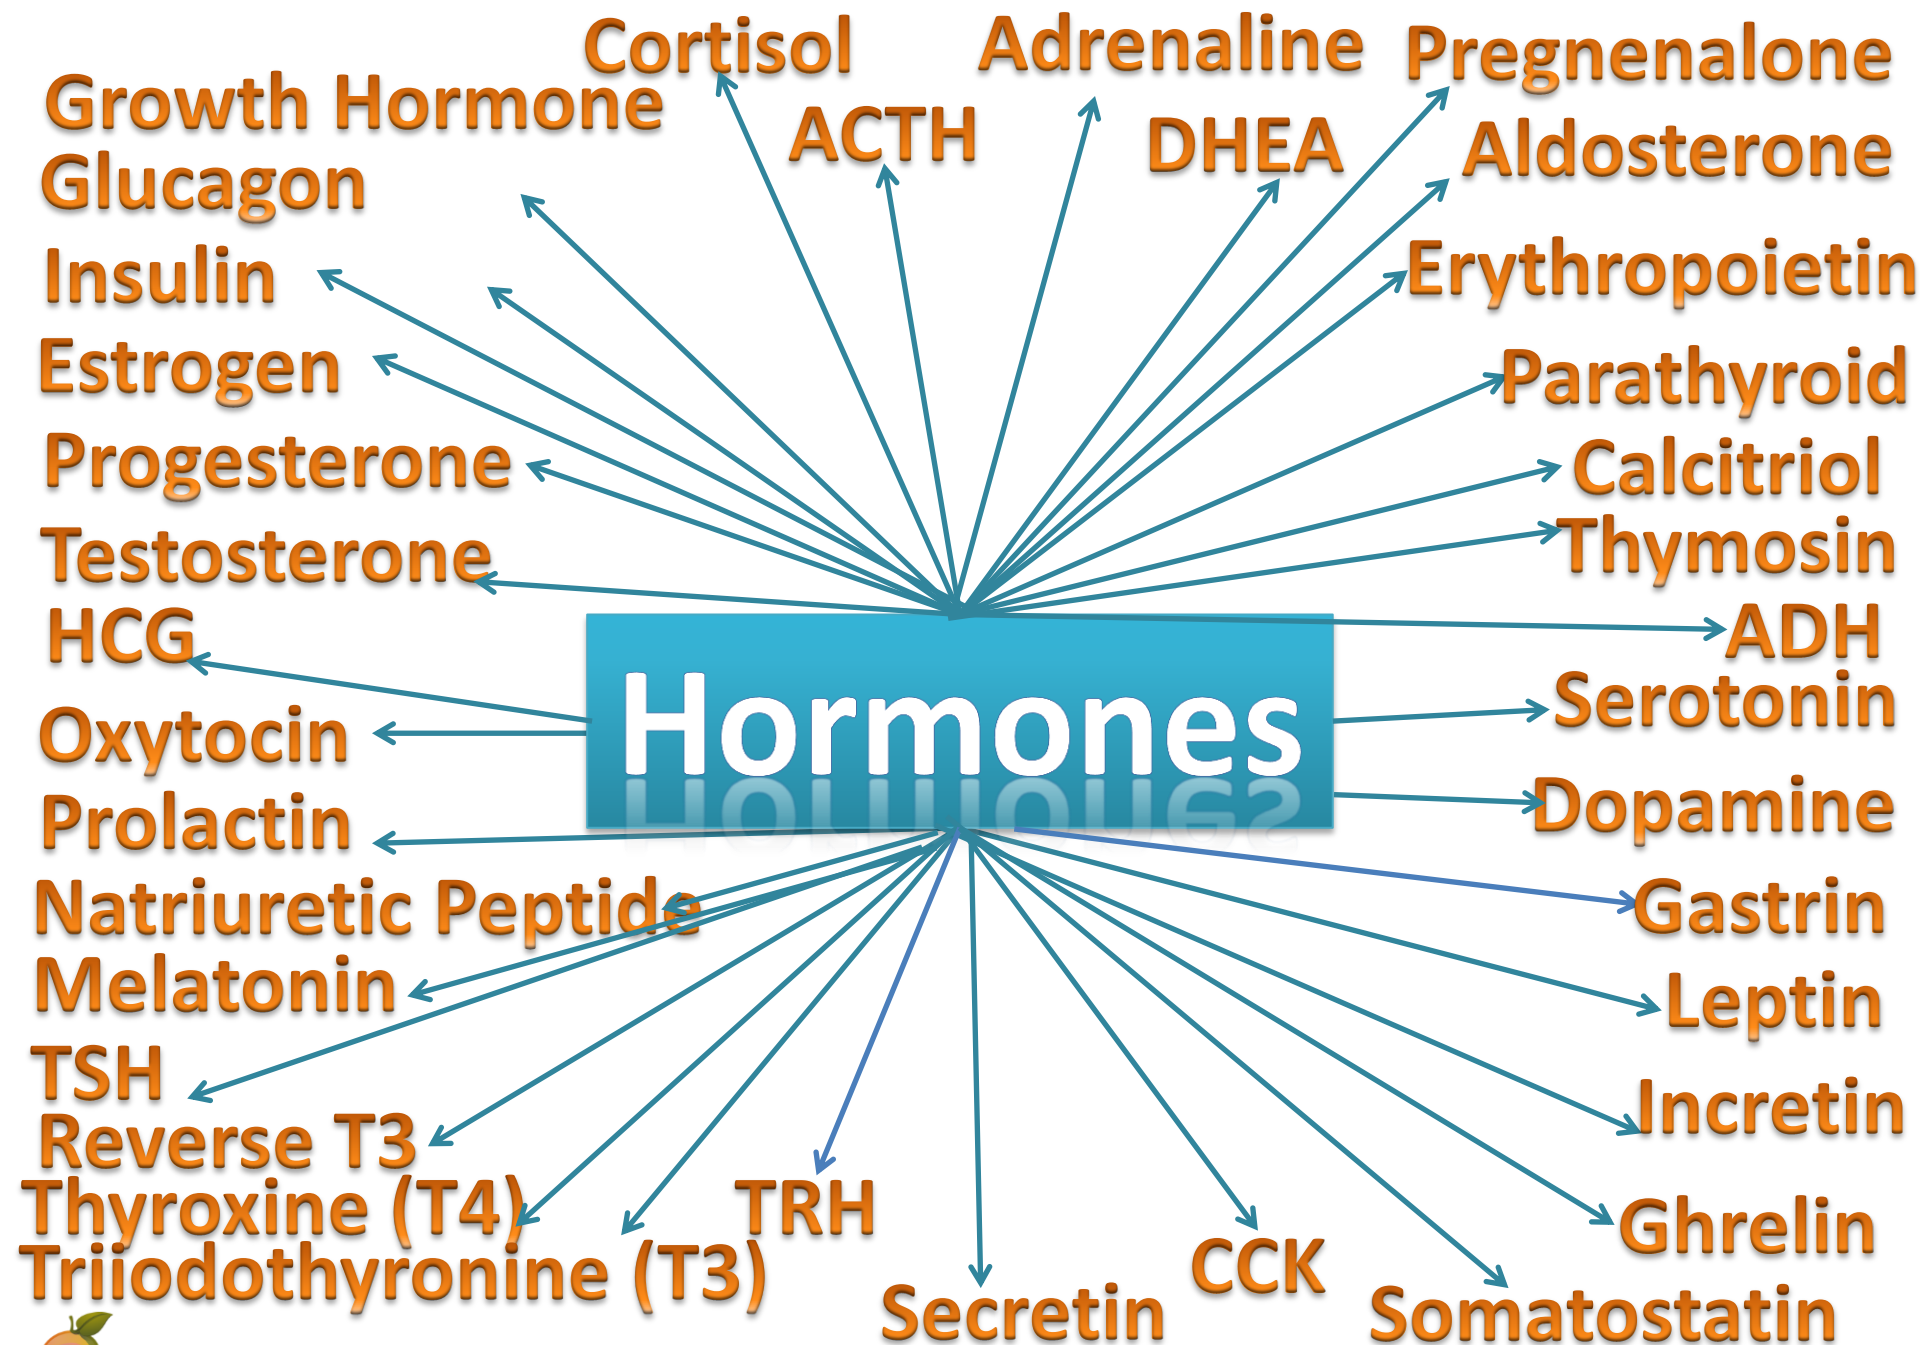 Cortisol
Adrenaline
Pregnenalone
Growth Hormone
ACTH
DHEA
Aldosterone
Glucagon
Insulin
Erythropoietin
Estrogen
Parathyroid
Progesterone
Calcitriol
Testosterone
Thymosin
HCG
ADH
Hormones
Oxytocin
Serotonin
Prolactin
Dopamine
Natriuretic Peptide
Gastrin
Melatonin
Leptin
TSH
Incretin
Reverse T3
Thyroxine (T4)
TRH
Ghrelin
Triiodothyronine (T3)
CCK
Secretin
Somatostatin